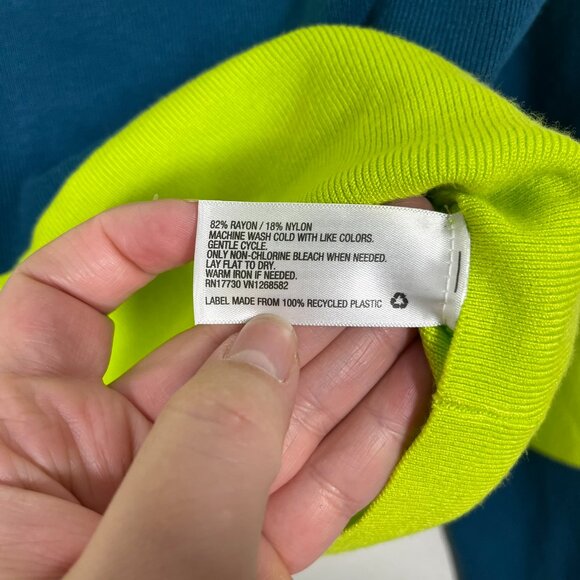 82% RAYON / 18% NYLON
MACHINE WASH COLD WITH LIKE COLORS.
GENTLE CYCLE.
ONLY NON-CHLORINE BLEACH WHEN NEEDED.
LAY FLAT TO DRY.
WARM IRON IF NEEDED.
RN17730 VN1268582
LABEL MADE FROM 100% RECYCLED PLASTIC